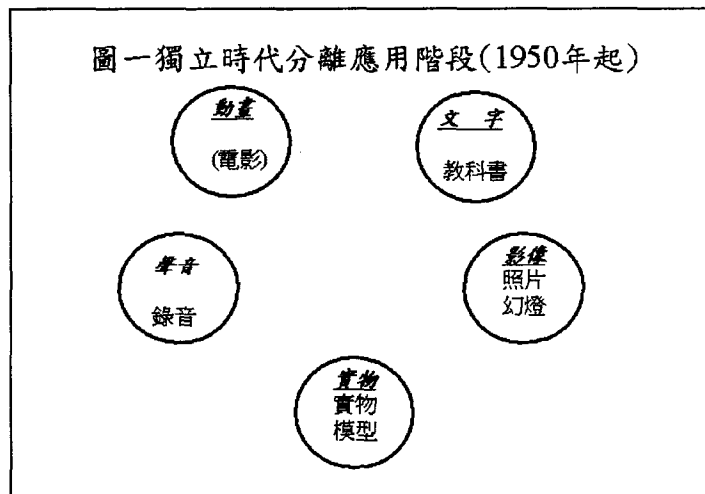 圖一獨立時代分離應用階段(1950年起)
動畫
(電影)
文 字
教科書
聲音
錄音
影像
照片
幻燈
實物
實物
模型